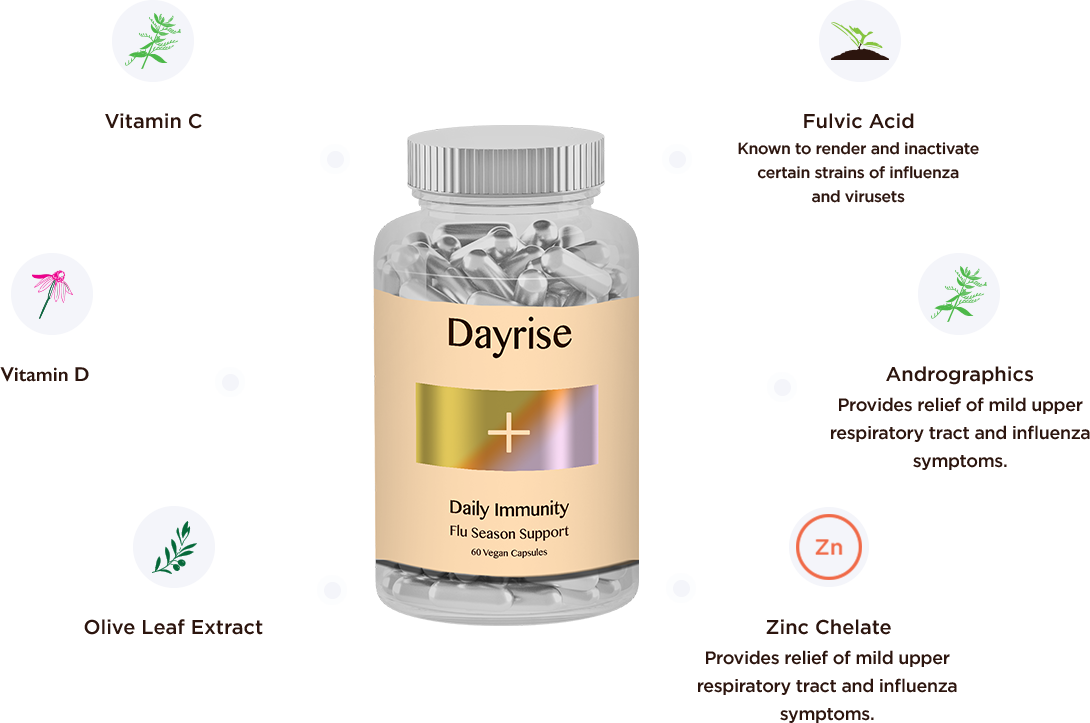 Vitamin C
Fulvic Acid
Known to render and inactivate
certain strains of influenza
and virusets
Vitamin D
Dayrise
Andrographics
Provides relief of mild upper
respiratory tract and influenza
symptoms.
Daily Immunity
Flu Season Support
60 Vegan Capsules
Zn
Olive Leaf Extract
Zinc Chelate
Provides relief of mild upper
respiratory tract and influenza
symptoms.